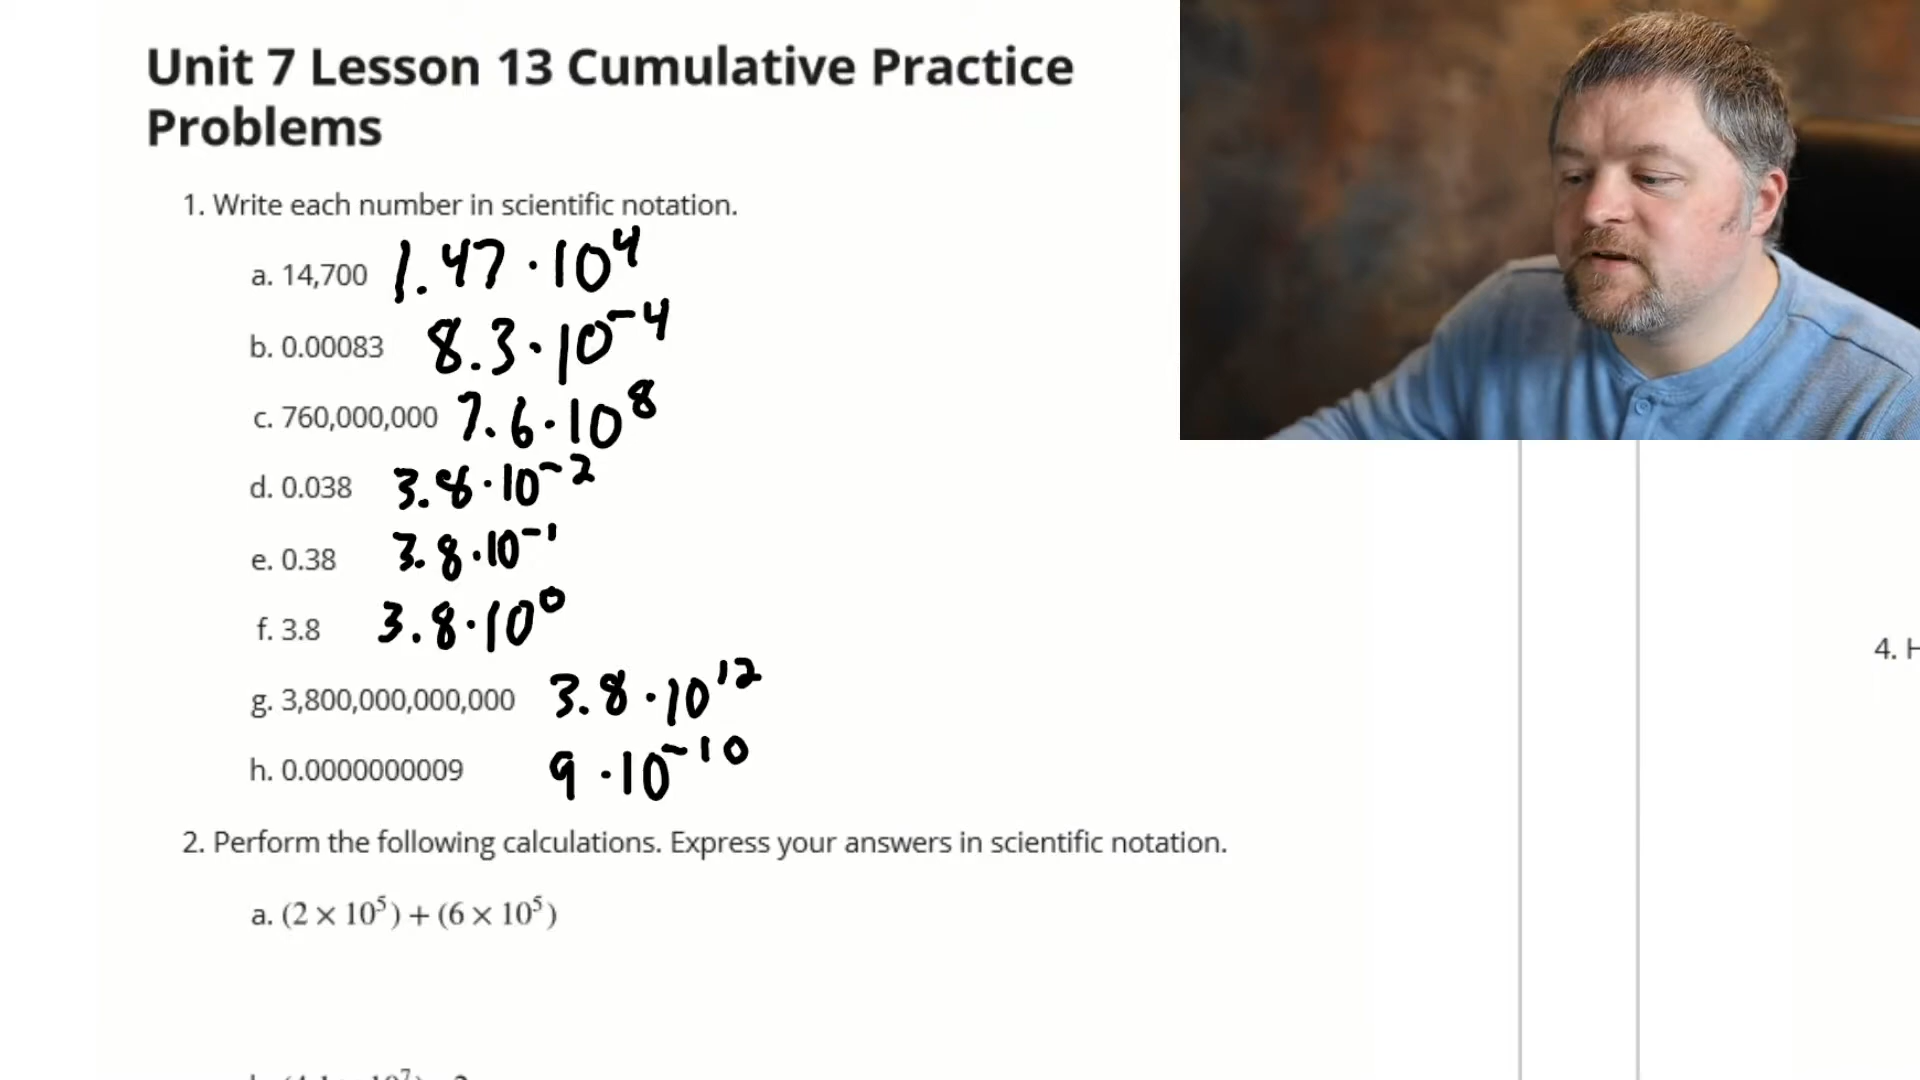 Unit 7 Lesson 13 Cumulative Practice
Problems
1. Write each number in scientific notation.
a. 14,700 1.47 · 10⁴
b. 0.00083 8.3 · 10⁻⁴
c. 760,000,000 7.6 · 10⁸
d. 0.038 3.8 · 10⁻²
e. 0.38 3.8 · 10⁻¹
f. 3.8 3.8 · 10⁰
4.
g. 3,800,000,000,000 3.8 · 10¹²
h. 0.0000000009 9 · 10⁻¹⁰
2. Perform the following calculations. Express your answers in scientific notation.
a. (2 × 10⁵) + (6 × 10⁵)